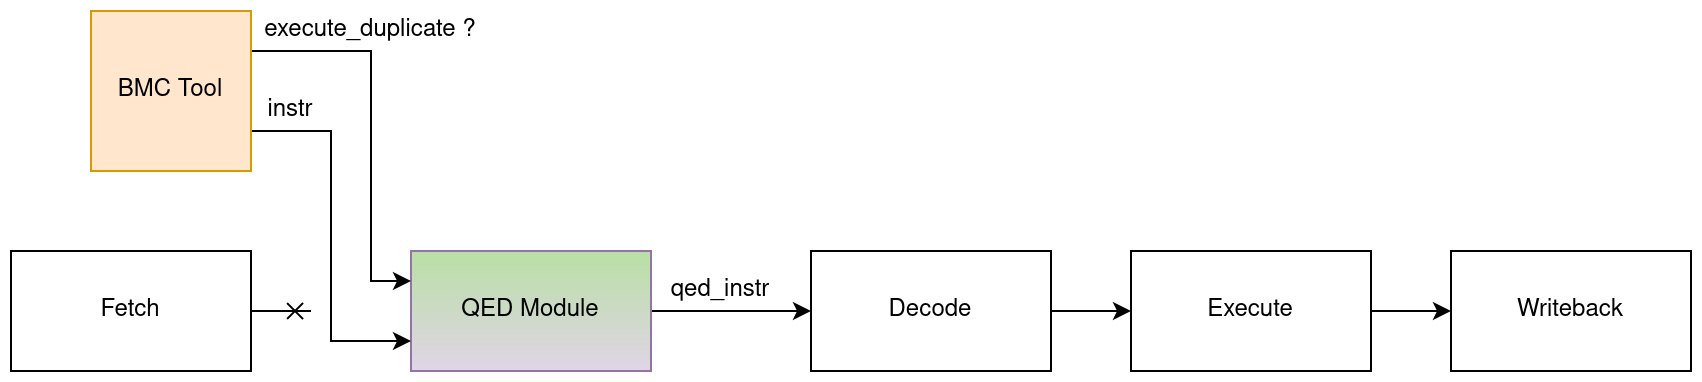 execute_duplicate ?
BMC Tool
instr
Fetch
QED Module
qed_instr
Decode
Execute
Writeback